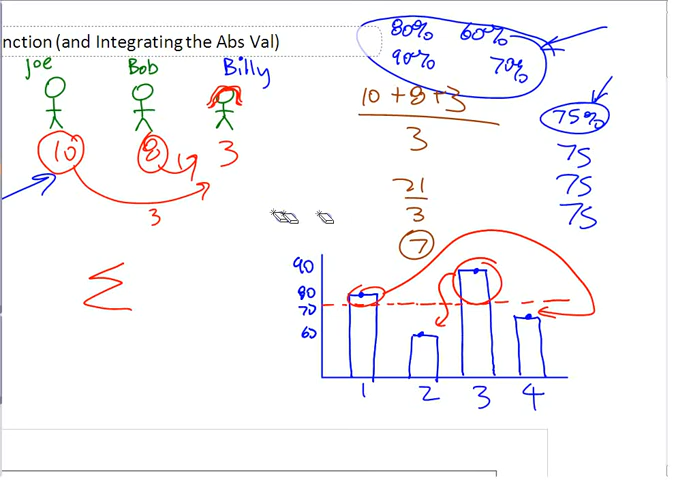 nction (and Integrating the Abs Val)
Joe Bob Billy
10 8 3
3
Σ
80% 60%
90% 70%
10 + 8 + 3
3
21
3
7
75%
75
75
75
90
80
70
60
1 2 3 4